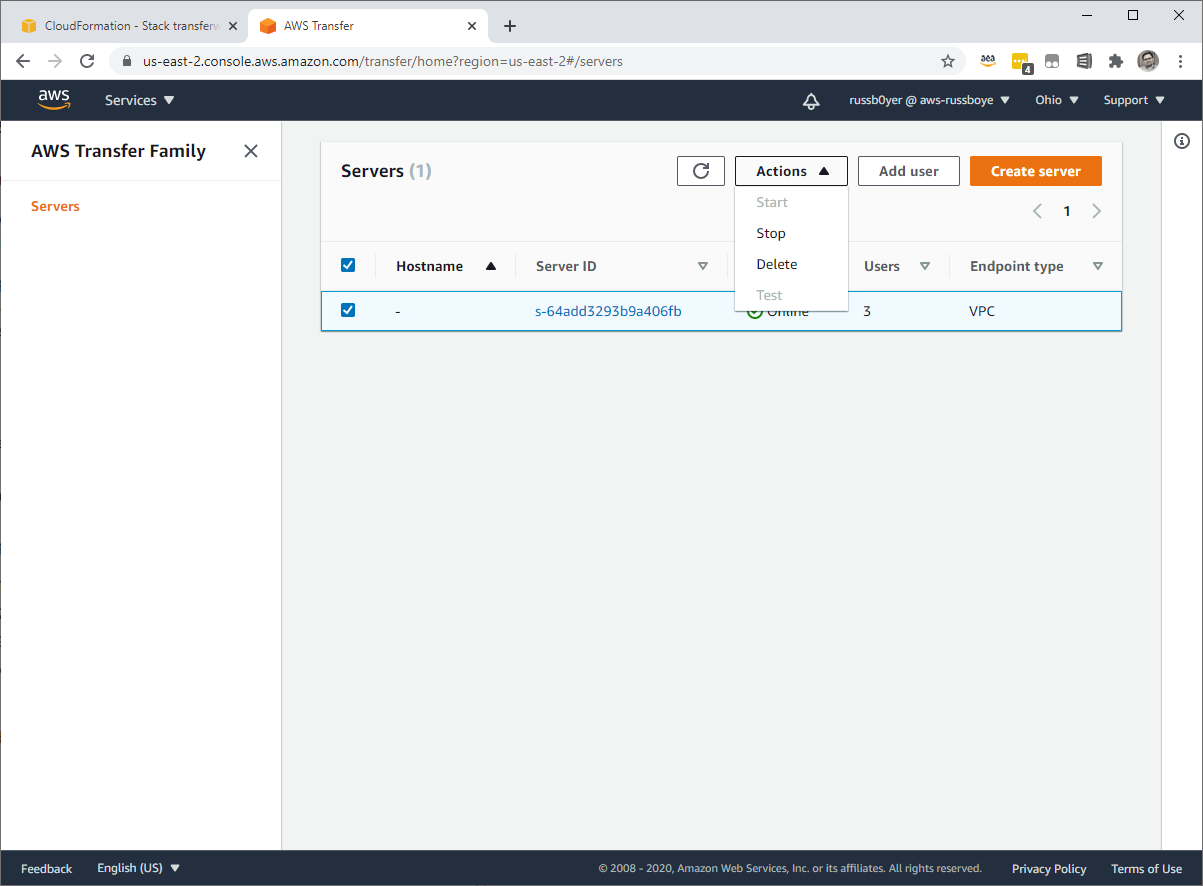 CloudFormation - Stack transferw
AWS Transfer
us-east-2.console.aws.amazon.com/transfer/home?region=us-east-2#/servers
4
aws Services russb0yer @ aws-russboye Ohio Support
AWS Transfer Family
Servers
Servers (1) Actions Add user Create server
1
Start
Stop
Delete
Test
Hostname Server ID Users Endpoint type
- s-64add3293b9a406fb Online 3 VPC
Feedback English (US) © 2008 - 2020, Amazon Web Services, Inc. or its affiliates. All rights reserved. Privacy Policy Terms of Use